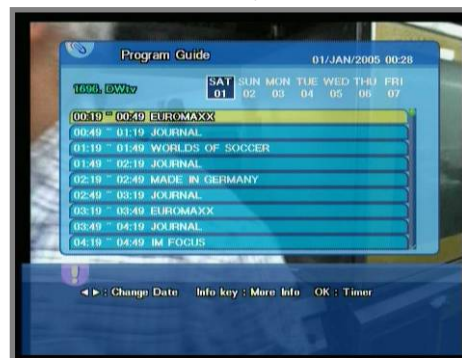 Program Guide
01/JAN/2005 00:28
1690. DWtv
SAT SUN MON TUE WED THU FRI
01 02 03 04 05 06 07
00:19 ~ 00:49 EUROMAXX
00:49 ~ 01:19 JOURNAL
01:19 ~ 01:49 WORLDS OF SOCCER
01:49 ~ 02:19 JOURNAL
02:19 ~ 02:49 MADE IN GERMANY
02:49 ~ 03:19 JOURNAL
03:19 ~ 03:49 EUROMAXX
03:49 ~ 04:19 JOURNAL
04:19 ~ 04:49 IM FOCUS
◄ ► : Change Date Info key : More Info OK : Timer